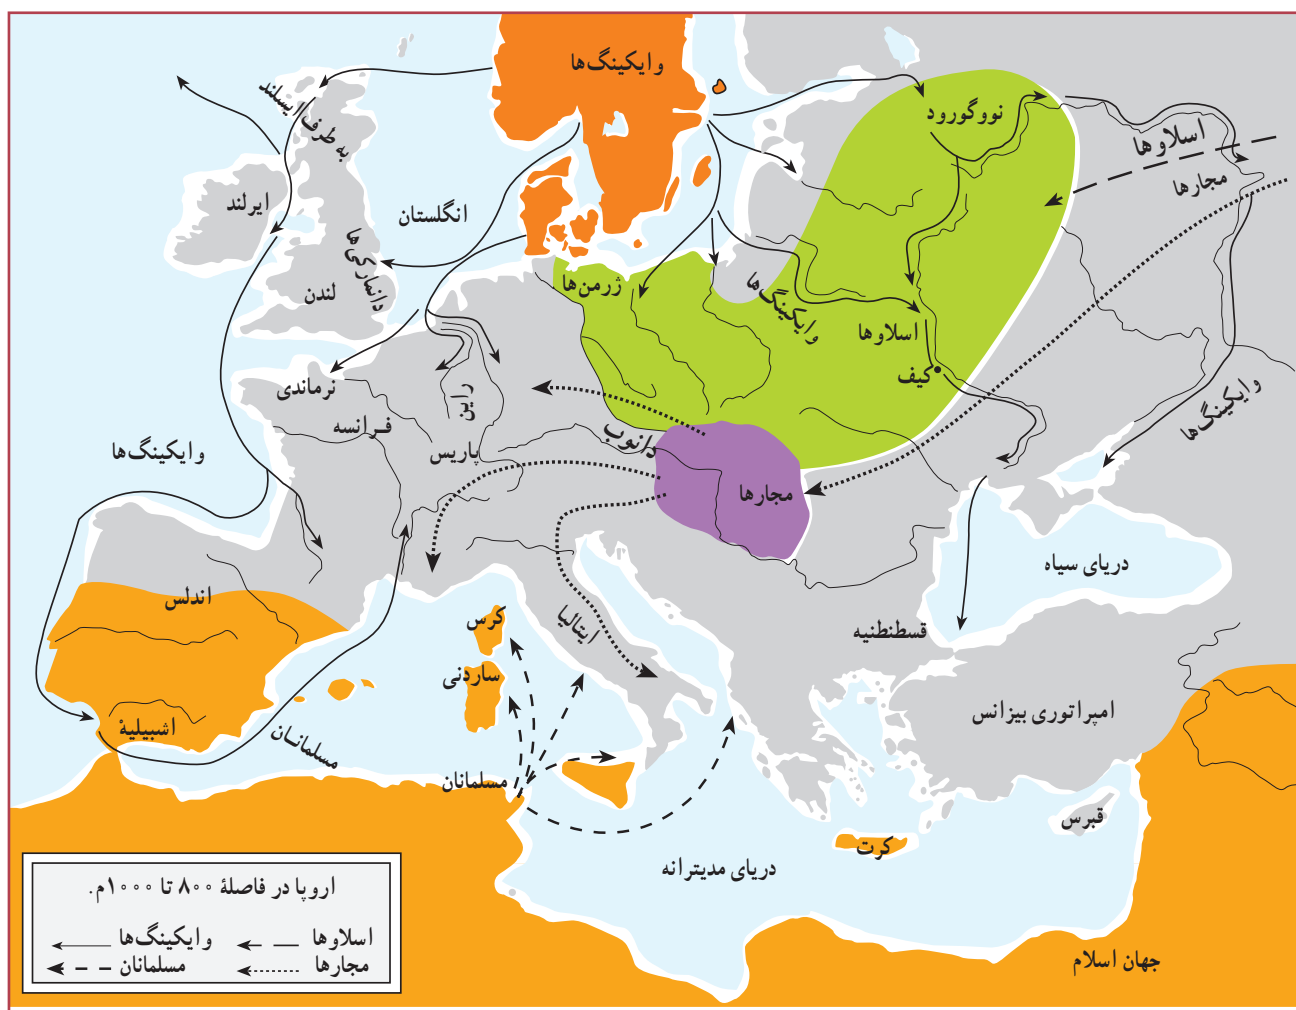 وایکینگ‌ها
نووگورود
اسلاوها
مجارها
به طرف ایسلند
ایرلند
انگلستان
دانمارکی‌ها
لندن
ژرمن‌ها
وایکینگ‌ها
اسلاوها
کیف
وایکینگ‌ها
نرماندی
راین
فرانسه
پاریس
دانوب
وایکینگ‌ها
مجارها
دریای سیاه
اندلس
کرس
ایتالیا
قسطنطنیه
ساردنی
امپراتوری بیزانس
اشبیلیهٔ
مسلمانان
مسلمانان
قبرس
کرت
دریای مدیترانه
جهان اسلام
اروپا در فاصلهٔ ۸۰۰ تا ۱۰۰۰م.
اسلاوها
وایکینگ‌ها
مجارها
مسلمانان